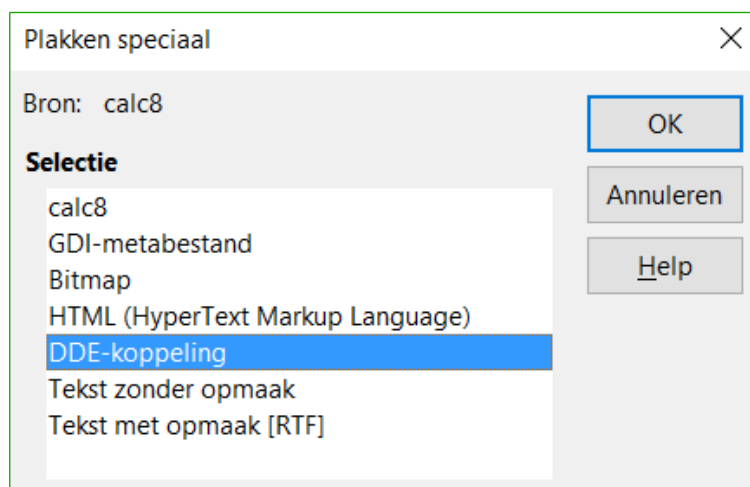 Plakken speciaal
Bron: calc8
OK
Selectie
Annuleren
calc8
GDI-metabestand
Help
Bitmap
HTML (HyperText Markup Language)
DDE-koppeling
Tekst zonder opmaak
Tekst met opmaak [RTF]